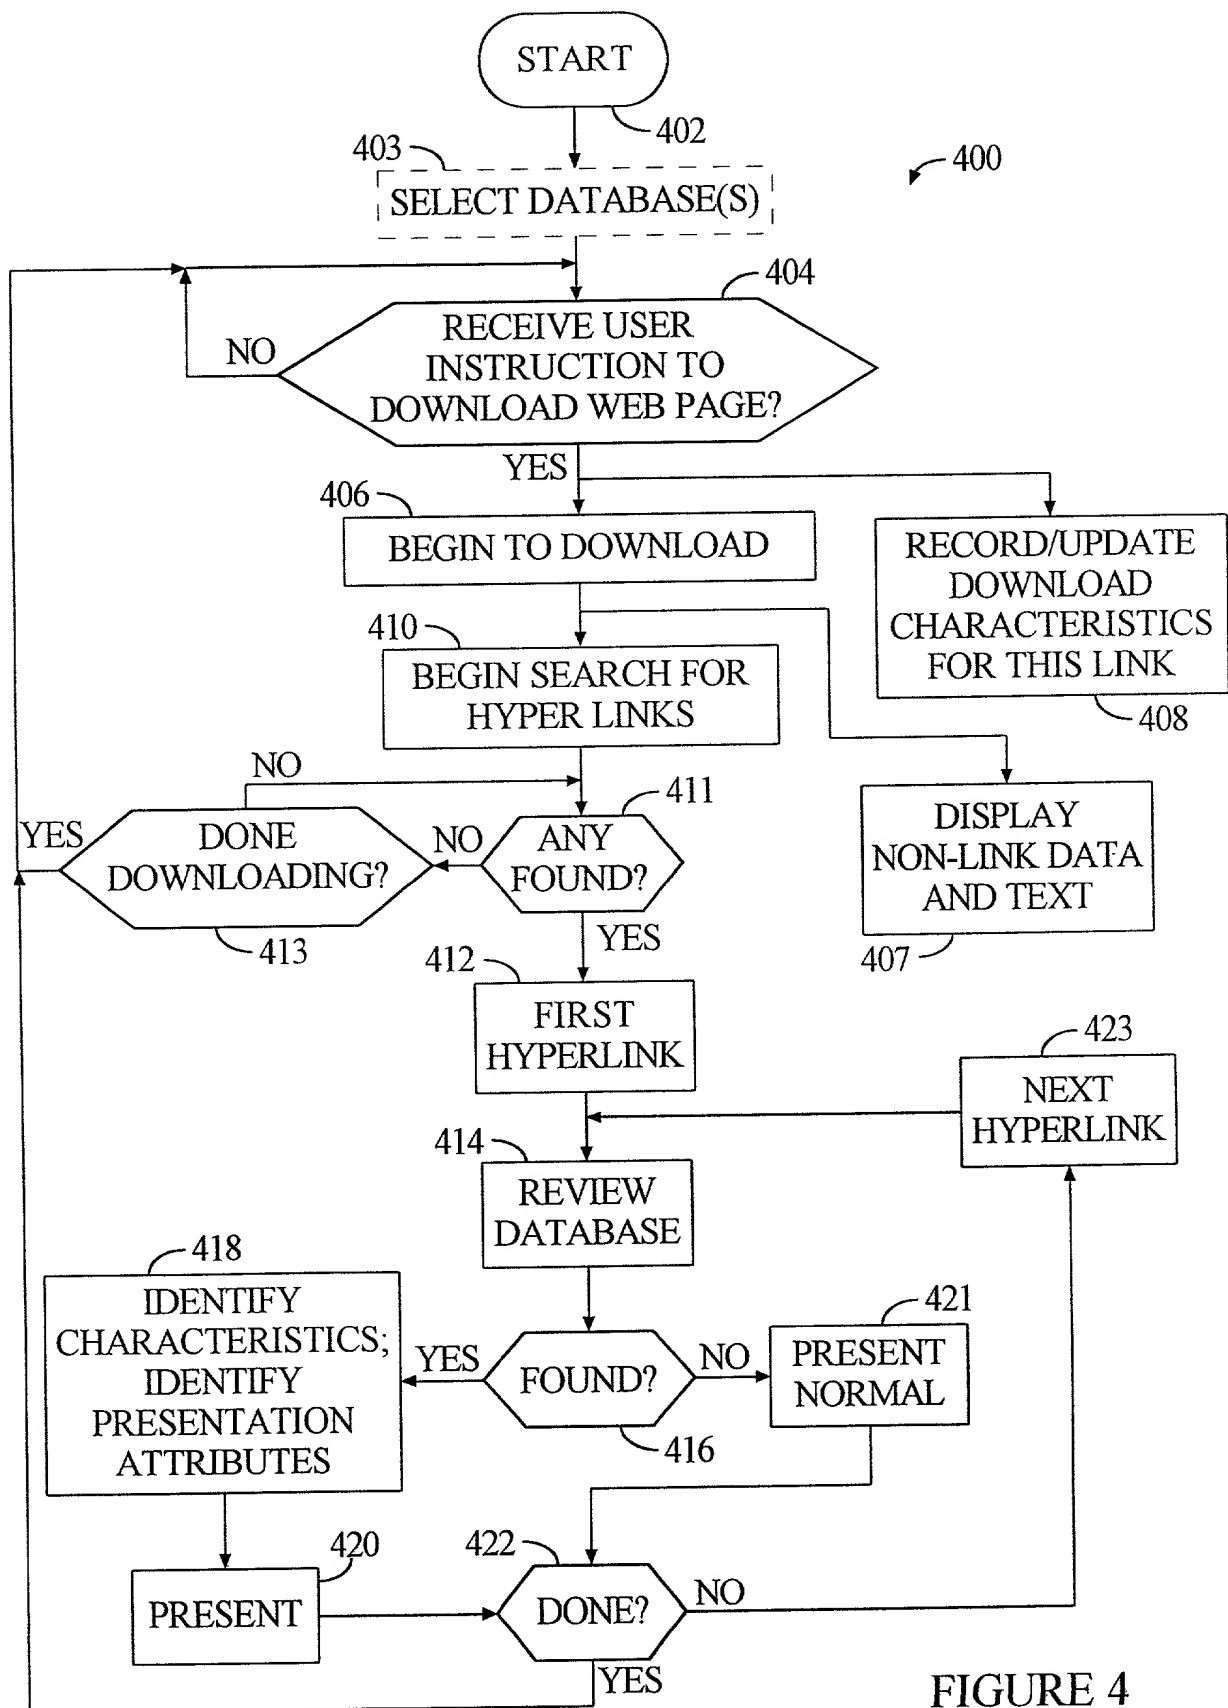 START
402
403
400
SELECT DATABASE(S)
404
RECEIVE USER
INSTRUCTION TO
DOWNLOAD WEB PAGE?
NO
YES
406
BEGIN TO DOWNLOAD
RECORD/UPDATE
DOWNLOAD
CHARACTERISTICS
FOR THIS LINK
408
410
BEGIN SEARCH FOR
HYPER LINKS
NO
411
YES
DONE
DOWNLOADING?
413
NO
ANY
FOUND?
YES
DISPLAY
NON-LINK DATA
AND TEXT
407
412
FIRST
HYPERLINK
423
NEXT
HYPERLINK
414
REVIEW
DATABASE
418
IDENTIFY
CHARACTERISTICS;
IDENTIFY
PRESENTATION
ATTRIBUTES
YES
FOUND?
416
NO
421
PRESENT
NORMAL
420
PRESENT
422
DONE?
NO
YES
FIGURE 4